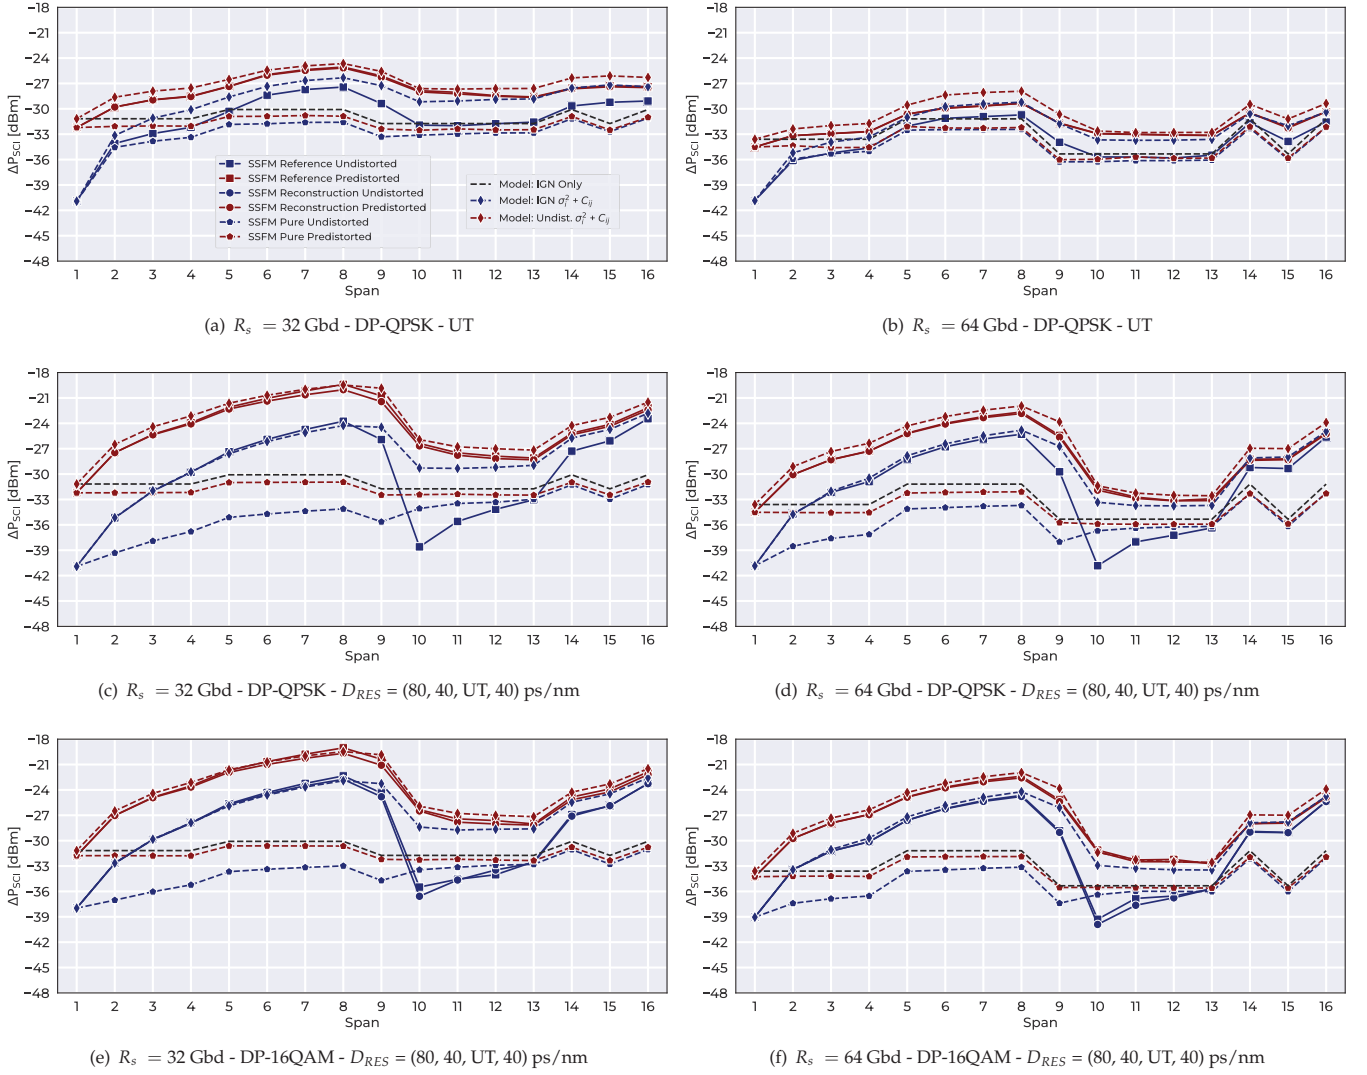 −18
−21
−24
−27
−30
−33
−36
−39
−42
−45
−48
ΔP_SCI [dBm]
SSFM Reference Undistorted
SSFM Reference Predistorted
SSFM Reconstruction Undistorted
SSFM Reconstruction Predistorted
SSFM Pure Undistorted
SSFM Pure Predistorted
Model: IGN Only
Model: IGN σ_i^2 + C_ij
Model: Undist. σ_i^2 + C_ij
1 2 3 4 5 6 7 8 9 10 11 12 13 14 15 16
Span
(a) R_s = 32 Gbd - DP-QPSK - UT
−18
−21
−24
−27
−30
−33
−36
−39
−42
−45
−48
ΔP_SCI [dBm]
1 2 3 4 5 6 7 8 9 10 11 12 13 14 15 16
Span
(b) R_s = 64 Gbd - DP-QPSK - UT
−18
−21
−24
−27
−30
−33
−36
−39
−42
−45
−48
ΔP_SCI [dBm]
1 2 3 4 5 6 7 8 9 10 11 12 13 14 15 16
Span
(c) R_s = 32 Gbd - DP-QPSK - D_RES = (80, 40, UT, 40) ps/nm
−18
−21
−24
−27
−30
−33
−36
−39
−42
−45
−48
ΔP_SCI [dBm]
1 2 3 4 5 6 7 8 9 10 11 12 13 14 15 16
Span
(d) R_s = 64 Gbd - DP-QPSK - D_RES = (80, 40, UT, 40) ps/nm
−18
−21
−24
−27
−30
−33
−36
−39
−42
−45
−48
ΔP_SCI [dBm]
1 2 3 4 5 6 7 8 9 10 11 12 13 14 15 16
Span
(e) R_s = 32 Gbd - DP-16QAM - D_RES = (80, 40, UT, 40) ps/nm
−18
−21
−24
−27
−30
−33
−36
−39
−42
−45
−48
ΔP_SCI [dBm]
1 2 3 4 5 6 7 8 9 10 11 12 13 14 15 16
Span
(f) R_s = 64 Gbd - DP-16QAM - D_RES = (80, 40, UT, 40) ps/nm